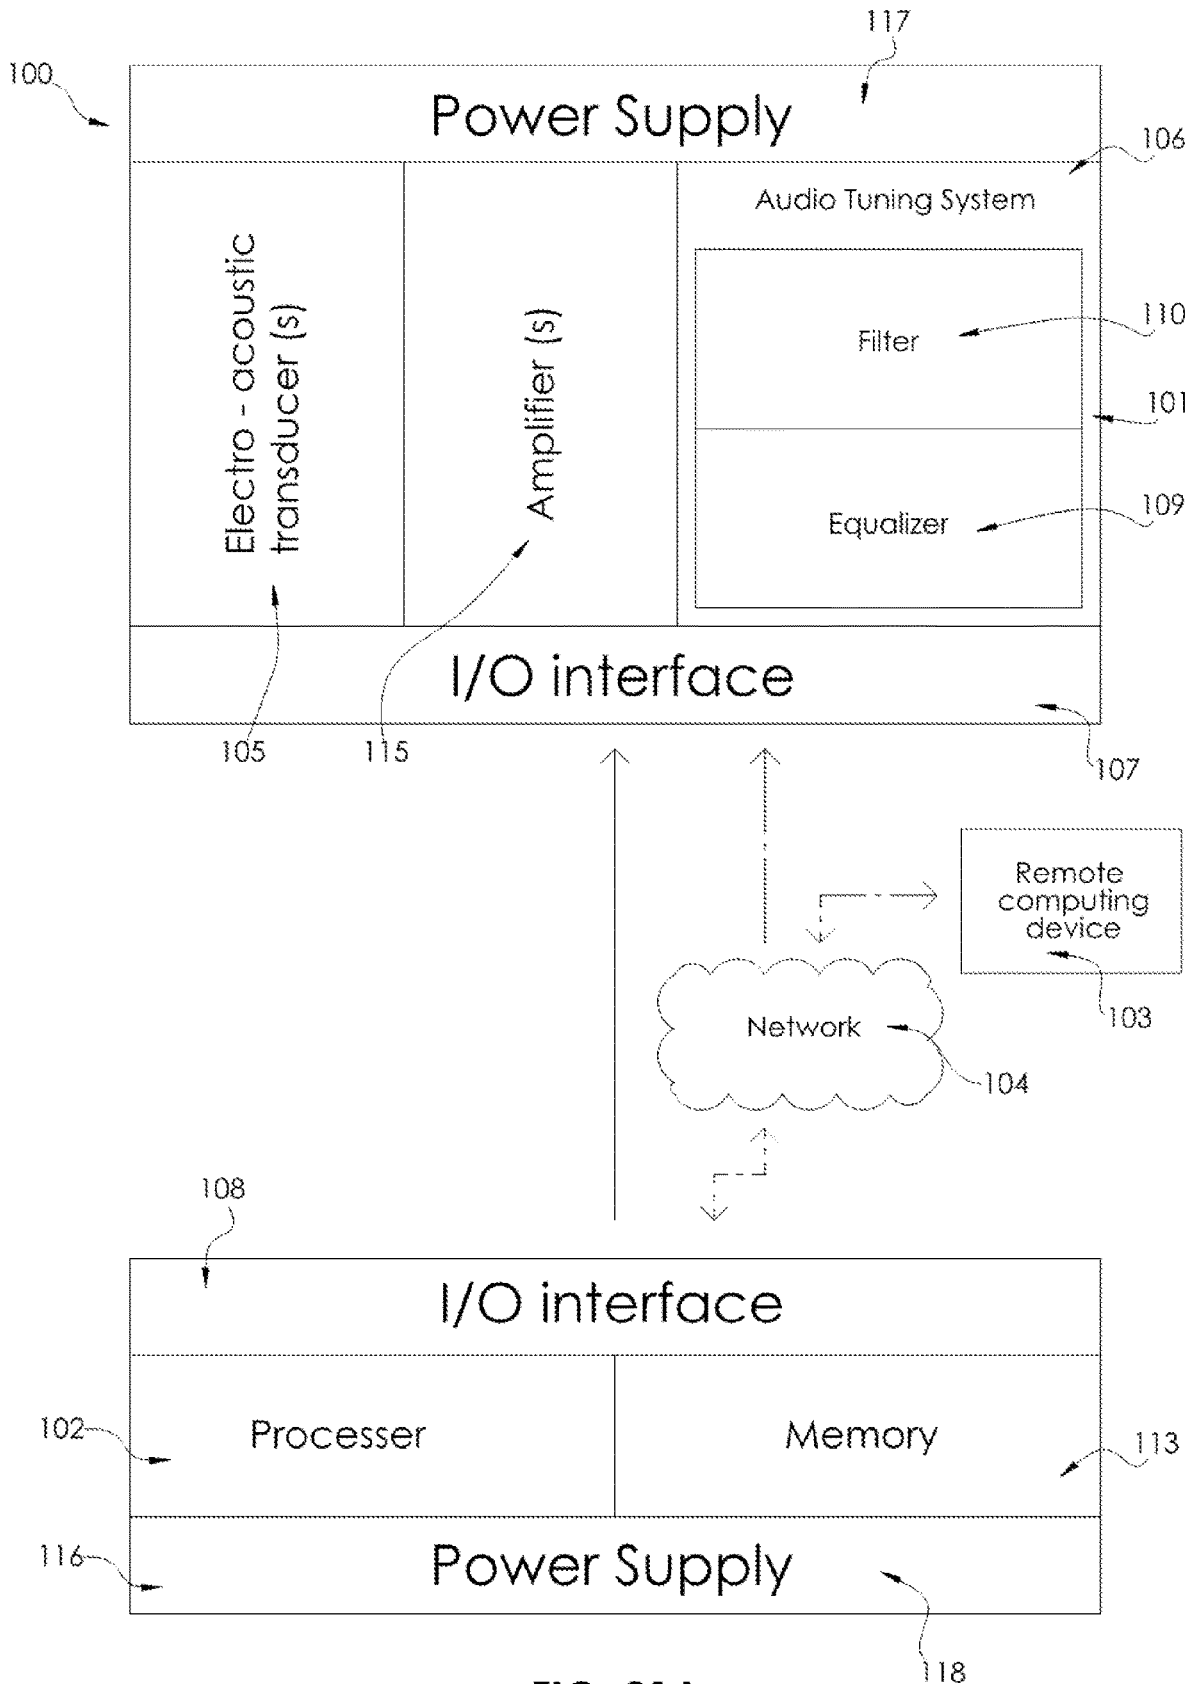 117
100
Power Supply
106
Audio Tuning System
Electro - acoustic
transducer (s)
Amplifier (s)
Filter
110
101
Equalizer
109
I/O interface
105
115
107
Remote
computing
device
103
Network
104
108
I/O interface
102
Processer
Memory
113
116
Power Supply
118